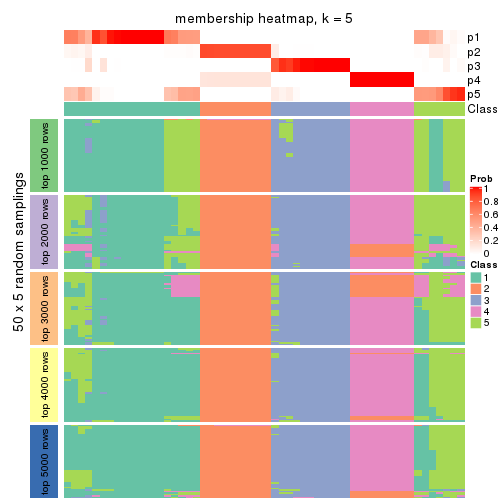 membership heatmap, k = 5
p1
p2
p3
p4
p5
Class
50 x 5 random samplings
top 1000 rows
top 2000 rows
top 3000 rows
top 4000 rows
top 5000 rows
Prob
1
0.8
0.6
0.4
0.2
0
Class
1
2
3
4
5